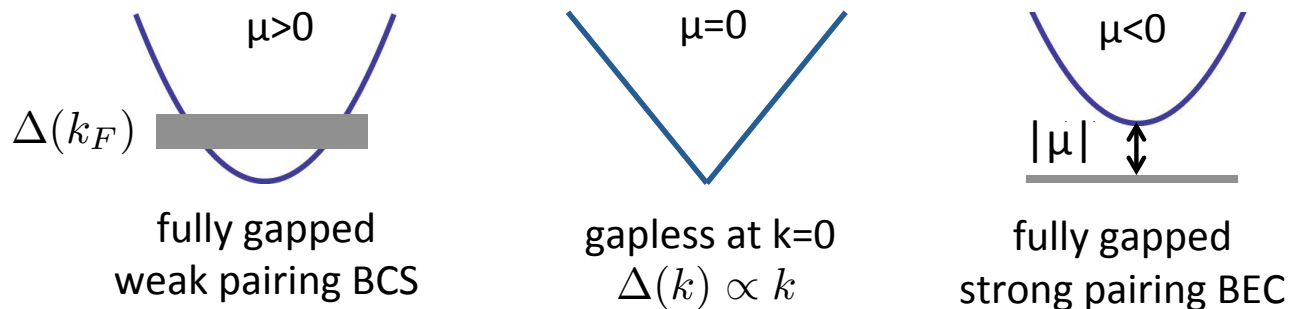 μ>0
Δ(k_F)
fully gapped
weak pairing BCS
μ=0
gapless at k=0
Δ(k) ∝ k
μ<0
|μ|
fully gapped
strong pairing BEC